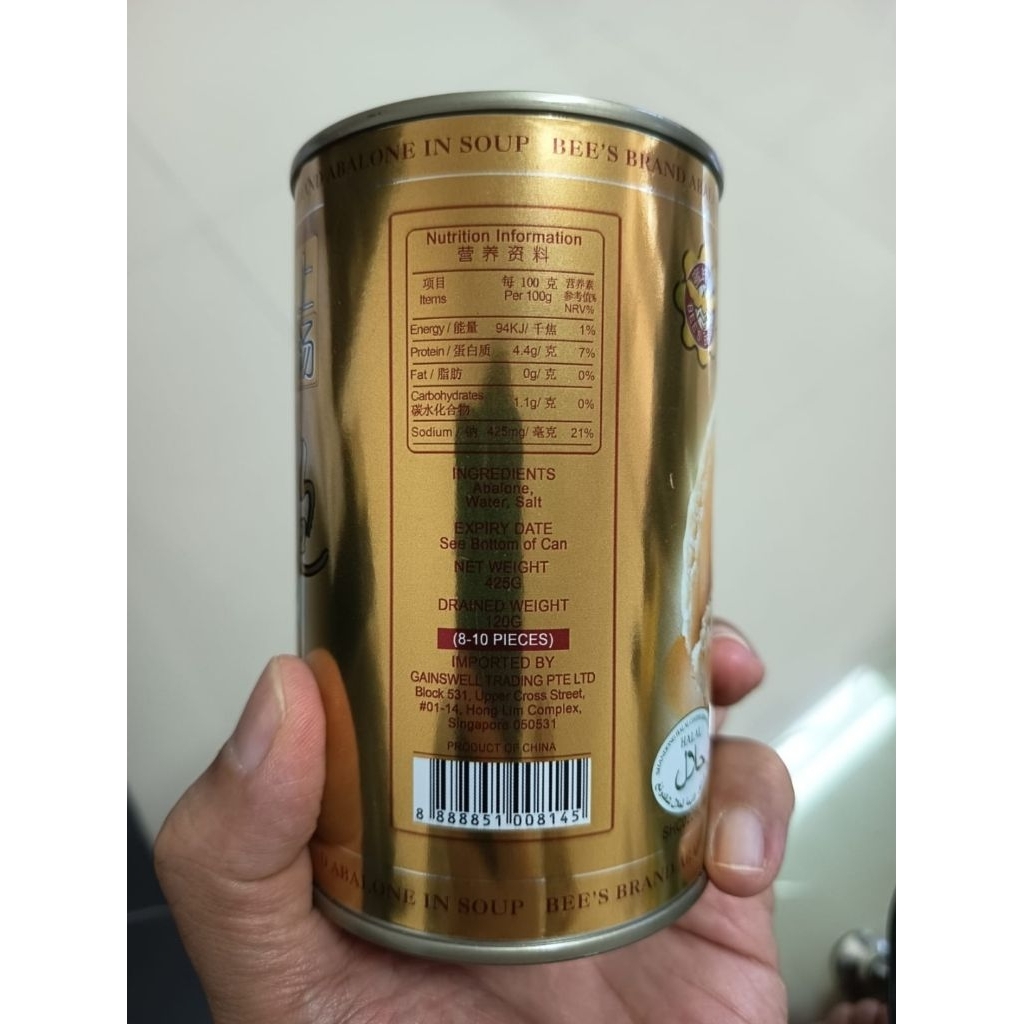 ABALONE IN SOUP BEE'S BRAND
Nutrition Information
营养资料
项目 每 100 克 营养素
Items Per 100g 参考值%
NRV%
Energy / 能量 94KJ/ 千焦 1%
Protein / 蛋白质 4.4g/ 克 7%
Fat / 脂肪 0g/ 克 0%
Carbohydrates
碳水化合物 1.1g/ 克 0%
Sodium / 钠 425mg/ 毫克 21%
INGREDIENTS
Abalone,
Water, Salt
EXPIRY DATE
See Bottom of Can
NET WEIGHT
425G
DRAINED WEIGHT
120G
(8-10 PIECES)
IMPORTED BY
GAINSWELL TRADING PTE LTD
Block 531, Upper Cross Street,
#01-14, Hong Lim Complex,
Singapore 050531
PRODUCT OF CHINA
8 888851 008145
HALAL
حلال
ABALONE IN SOUP BEE'S BRAND